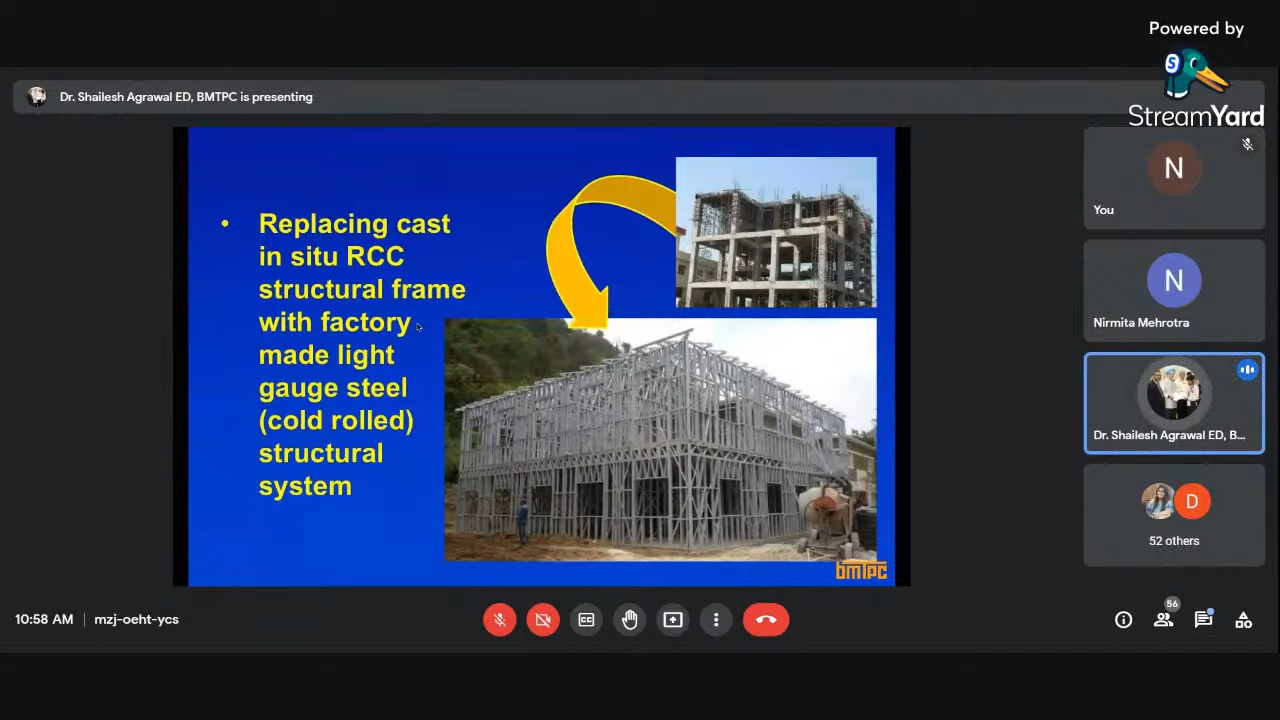 Powered by
StreamYard
Dr. Shailesh Agrawal ED, BMTPC is presenting
• Replacing cast
in situ RCC
structural frame
with factory
made light
gauge steel
(cold rolled)
structural
system
bmTPC
N
You
N
Nirmita Mehrotra
Dr. Shailesh Agrawal ED, B...
D
52 others
10:58 AM | mzj-oeht-ycs
CC
56